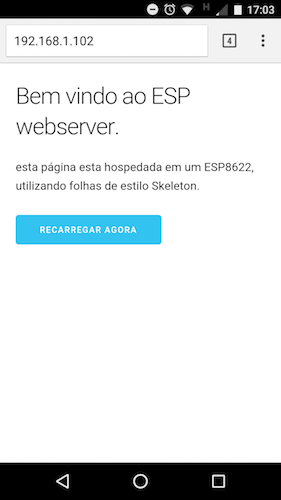 H 17:03
192.168.1.102 4
Bem vindo ao ESP
webserver.
esta página esta hospedada em um ESP8622,
utilizando folhas de estilo Skeleton.
RECARREGAR AGORA